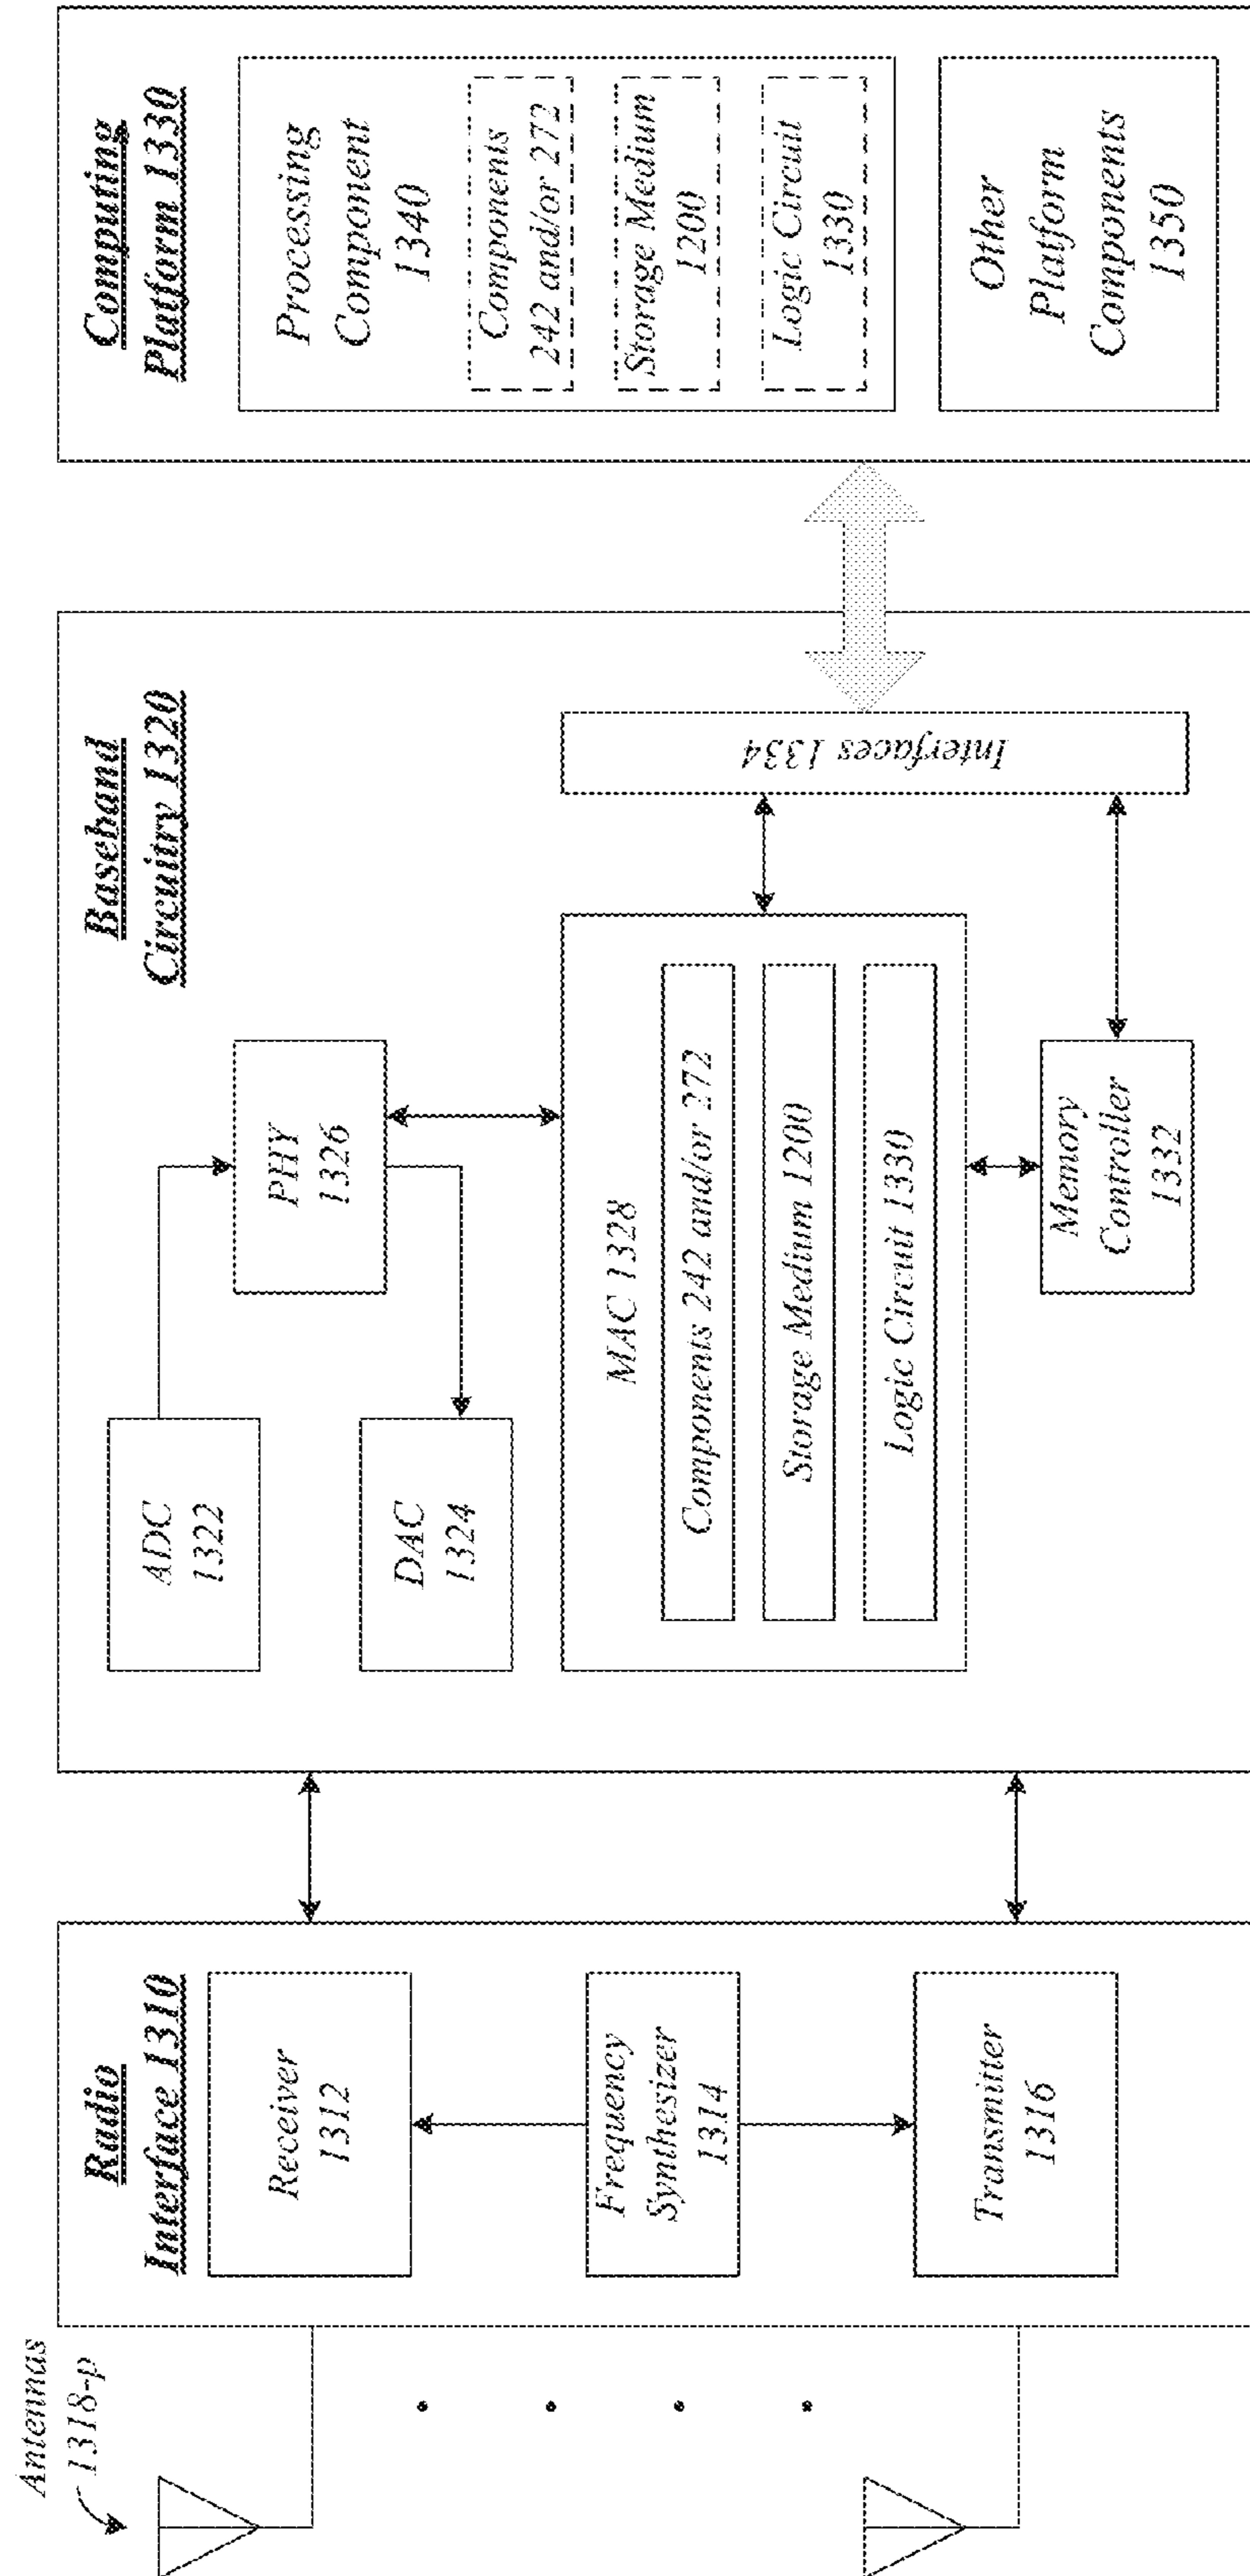 Antennas
1318-p
Radio
Interface 1310
Receiver
1312
Frequency
Synthesizer
1314
Transmitter
1316
Baseband
Circuitry 1320
ADC
1322
PHY
1326
DAC
1324
MAC 1328
Components 242 and/or 272
Storage Medium 1200
Logic Circuit 1330
Memory
Controller
1332
Interfaces 1334
Computing
Platform 1330
Processing
Component
1340
Components
242 and/or 272
Storage Medium
1200
Logic Circuit
1330
Other
Platform
Components
1350